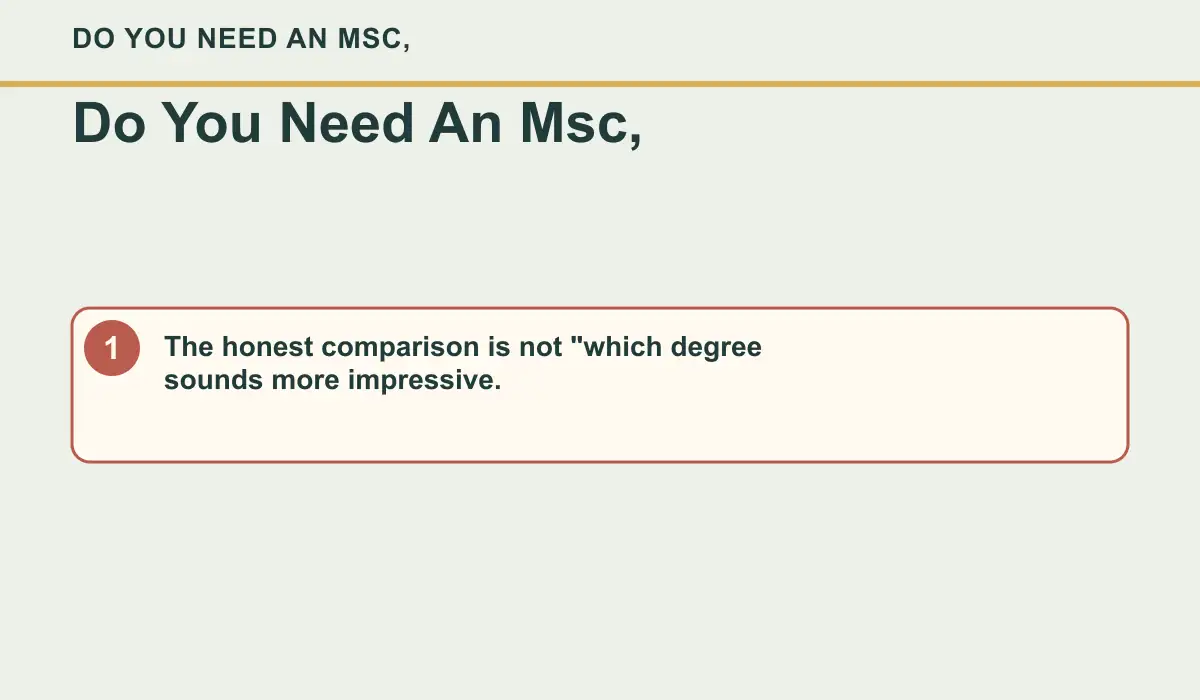 DO YOU NEED AN MSC,
Do You Need An Msc,
1
The honest comparison is not "which degree
sounds more impressive.